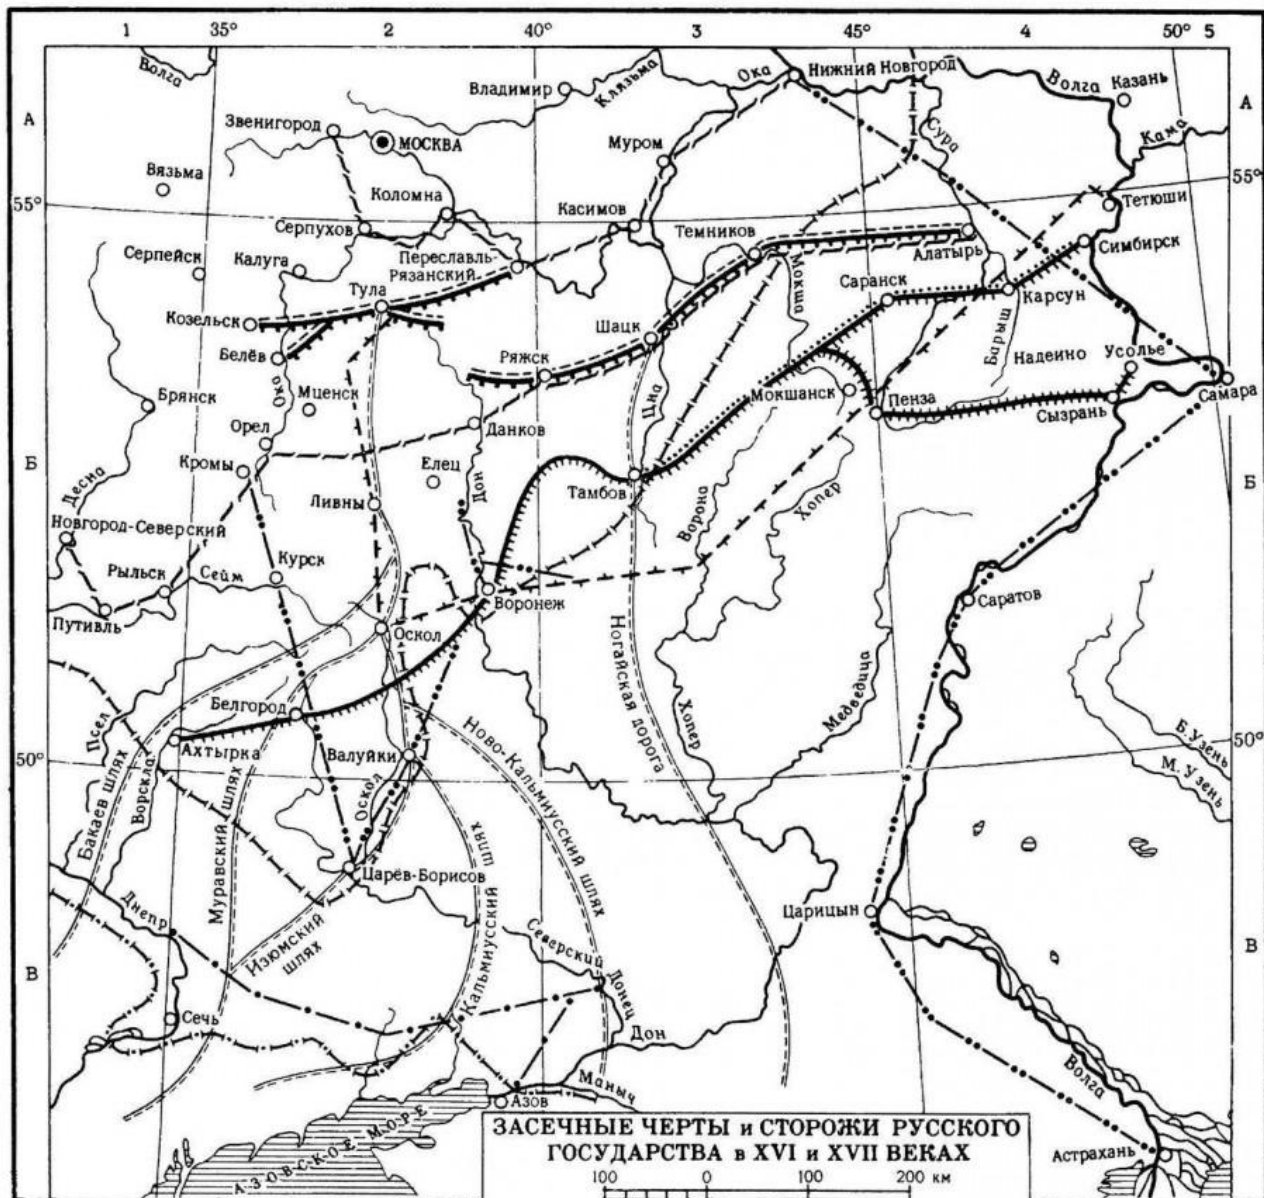 1 35° 2 40° 3 45° 4 50° 5
Волга
Владимир
Клязьма
Ока
Нижний Новгород
Волга
Казань
А
А
Звенигород
МОСКВА
Муром
Сура
Кама
Вязьма
Коломна
55°
55°
Касимов
Темников
Тетюши
Серпухов
Переславль-
Рязанский
Алатырь
Симбирск
Серпейск
Калуга
Мокша
Саранск
Тула
Карсун
Козельск
Шацк
Барыш
Белёв
Ряжск
Надеино
Усолье
Ока
Мценск
Цна
Мокшанск
Пенза
Самара
Брянск
Сызрань
Орел
Данков
Б
Б
Кромы
Елец
Дон
Тамбов
Десна
Ливны
Ворона
Хопер
Новгород-Северский
Рыльск
Сейм
Курск
Воронеж
Саратов
Путивль
Оскол
Ногайская дорога
Медведица
Белгород
Псел
Хопер
Ахтырка
Валуйки
Ново-Кальмиусский шлях
Б.Узень
50°
50°
М. Узень
Бакаев шлях
Ворскла
Муравский шлях
Оскол
Царёв-Борисов
Днепр
Царицын
Изюмский
шлях
Кальмиусский шлях
Северский Донец
В
В
Сечь
Дон
Маныч
Волга
Азов
АЗОВСКОЕ МОРЕ
ЗАСЕЧНЫЕ ЧЕРТЫ и СТОРОЖИ РУССКОГО
ГОСУДАРСТВА в XVI и XVII ВЕКАХ
100 0 100 200 км
Астрахань